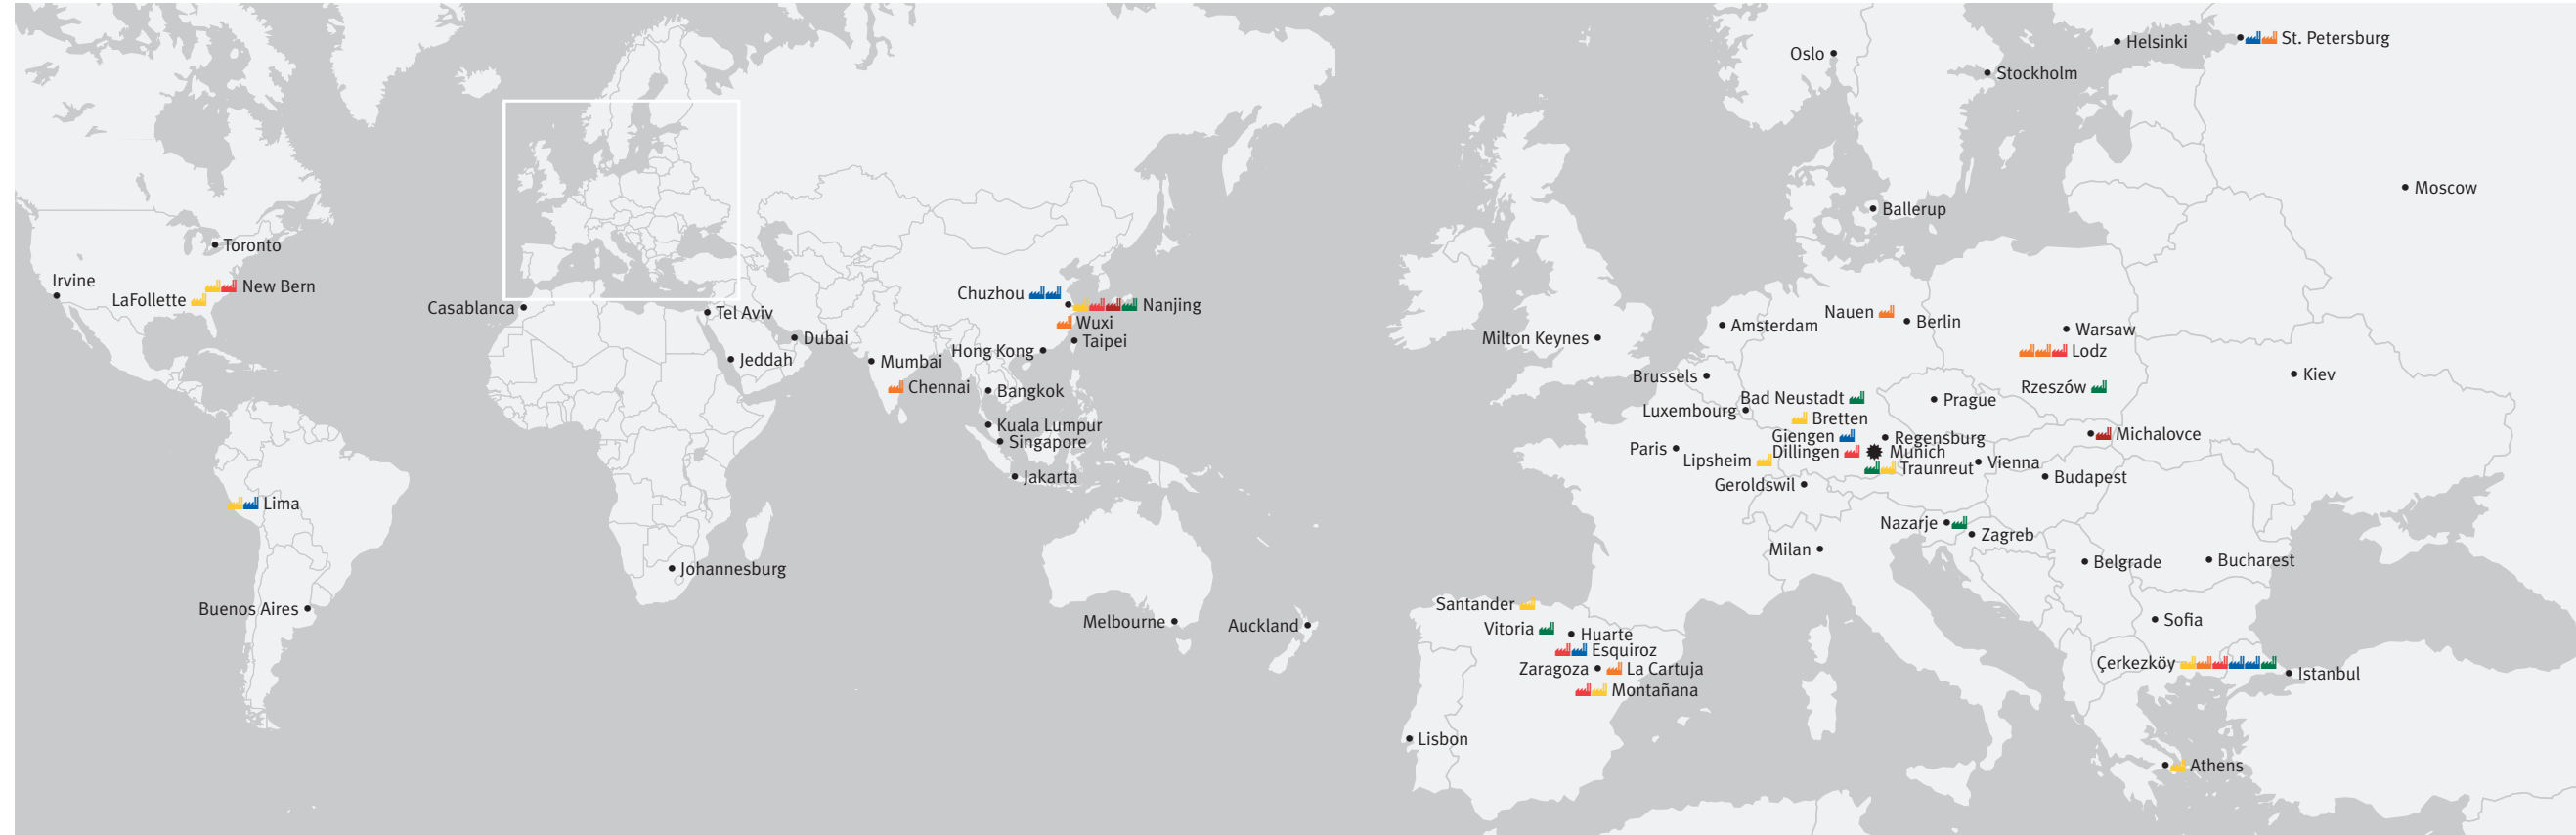 Toronto
Irvine
New Bern
LaFollette
Lima
Buenos Aires
Casablanca
Tel Aviv
Dubai
Jeddah
Johannesburg
Chuzhou
Nanjing
Wuxi
Taipei
Hong Kong
Mumbai
Chennai
Bangkok
Kuala Lumpur
Singapore
Jakarta
Melbourne
Auckland
Oslo
Helsinki
St. Petersburg
Stockholm
Moscow
Ballerup
Milton Keynes
Amsterdam
Nauen
Berlin
Warsaw
Lodz
Kiev
Brussels
Rzeszów
Bad Neustadt
Prague
Luxembourg
Bretten
Giengen
Regensburg
Michalovce
Paris
Dillingen
Munich
Lipsheim
Traunreut
Vienna
Budapest
Geroldswil
Nazarje
Zagreb
Milan
Belgrade
Bucharest
Santander
Vitoria
Huarte
Sofia
Esquiroz
Zaragoza
La Cartuja
Çerkezköy
Istanbul
Montañana
Lisbon
Athens